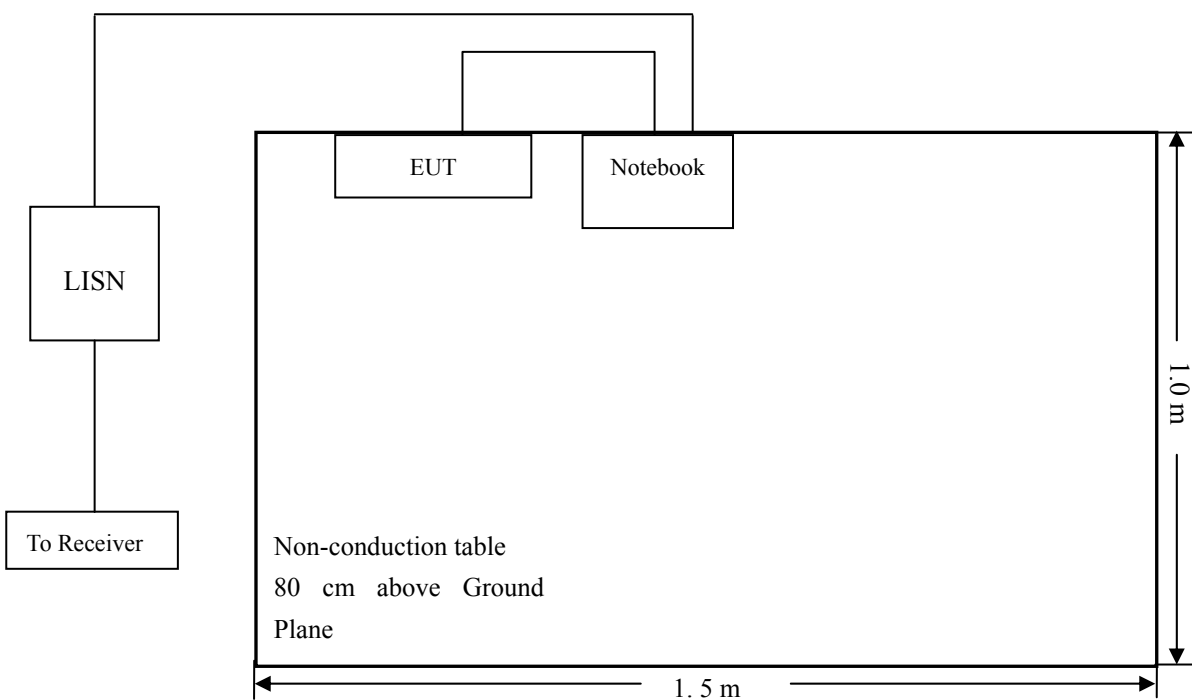 EUT
Notebook
LISN
1.0 m
To Receiver
Non-conduction table
80 cm above Ground
Plane
1. 5 m